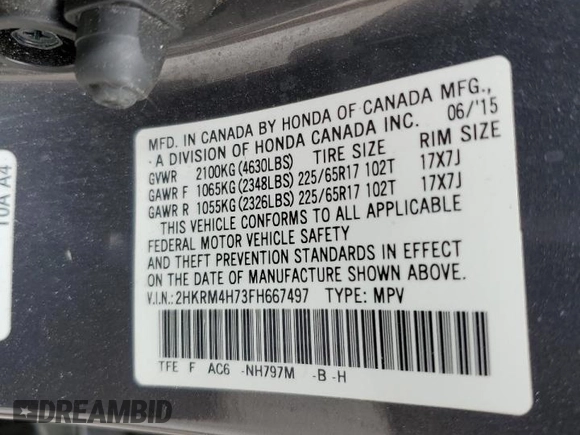 MFD. IN CANADA BY HONDA OF CANADA MFG.,
A DIVISION OF HONDA CANADA INC. 06/'15
GVWR 2100KG(4630LBS) TIRE SIZE RIM SIZE
GAWR F 1065KG(2348LBS) 225/65R17 102T 17X7J
GAWR R 1055KG(2326LBS) 225/65R17 102T 17X7J
THIS VEHICLE CONFORMS TO ALL APPLICABLE
FEDERAL MOTOR VEHICLE SAFETY
AND THEFT PREVENTION STANDARDS IN EFFECT
ON THE DATE OF MANUFACTURE SHOWN ABOVE.
V.I.N.:2HKRM4H73FH667497 TYPE: MPV
TFE F AC6 -NH797M -B -H
10A A4
DREAMBID